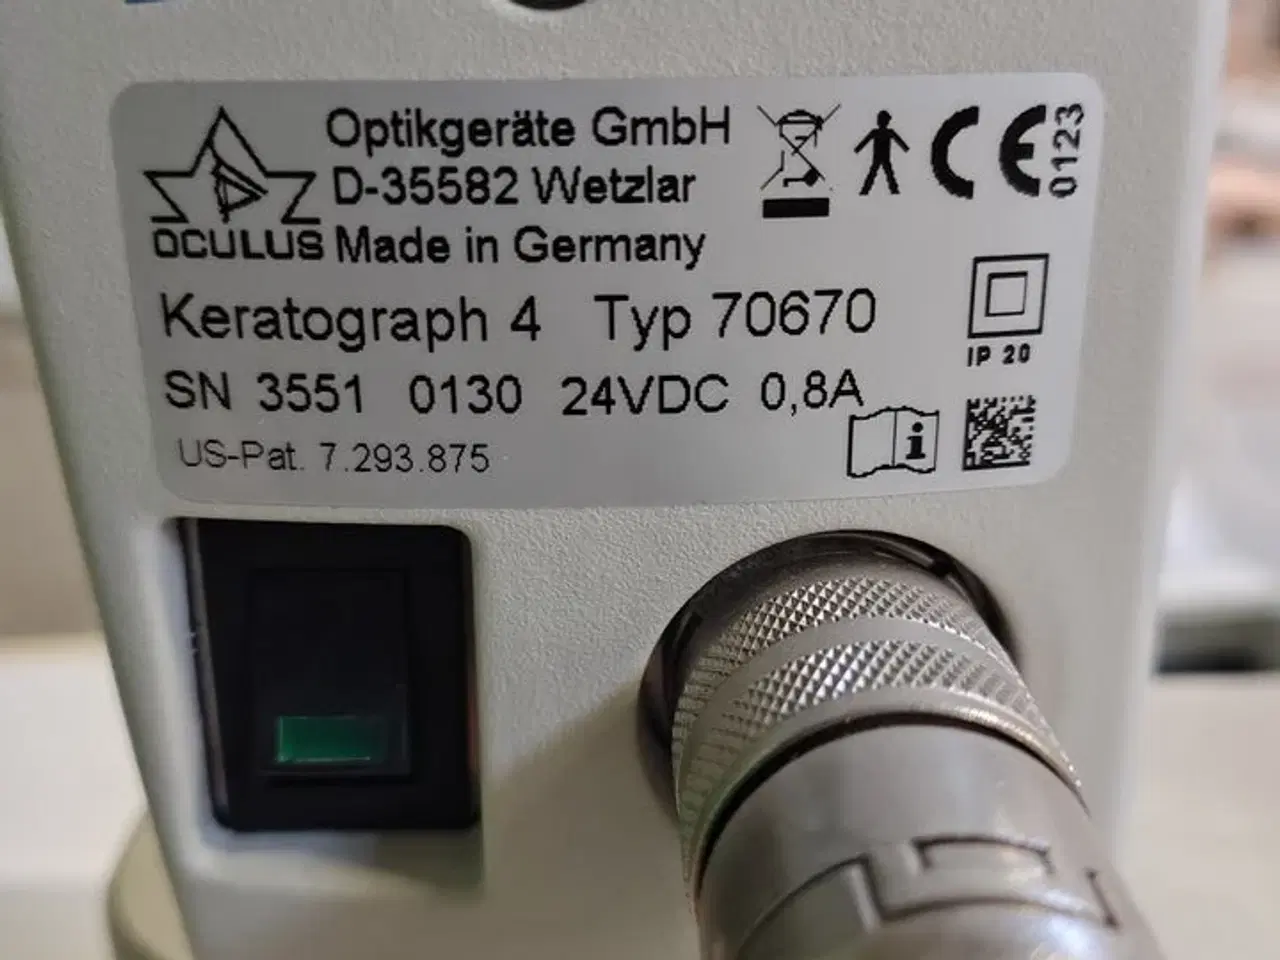 Optikgeräte GmbH
D-35582 Wetzlar
OCULUS Made in Germany
CE 0123
Keratograph 4 Typ 70670
IP 20
SN 3551 0130 24VDC 0,8A
US-Pat. 7.293.875
i